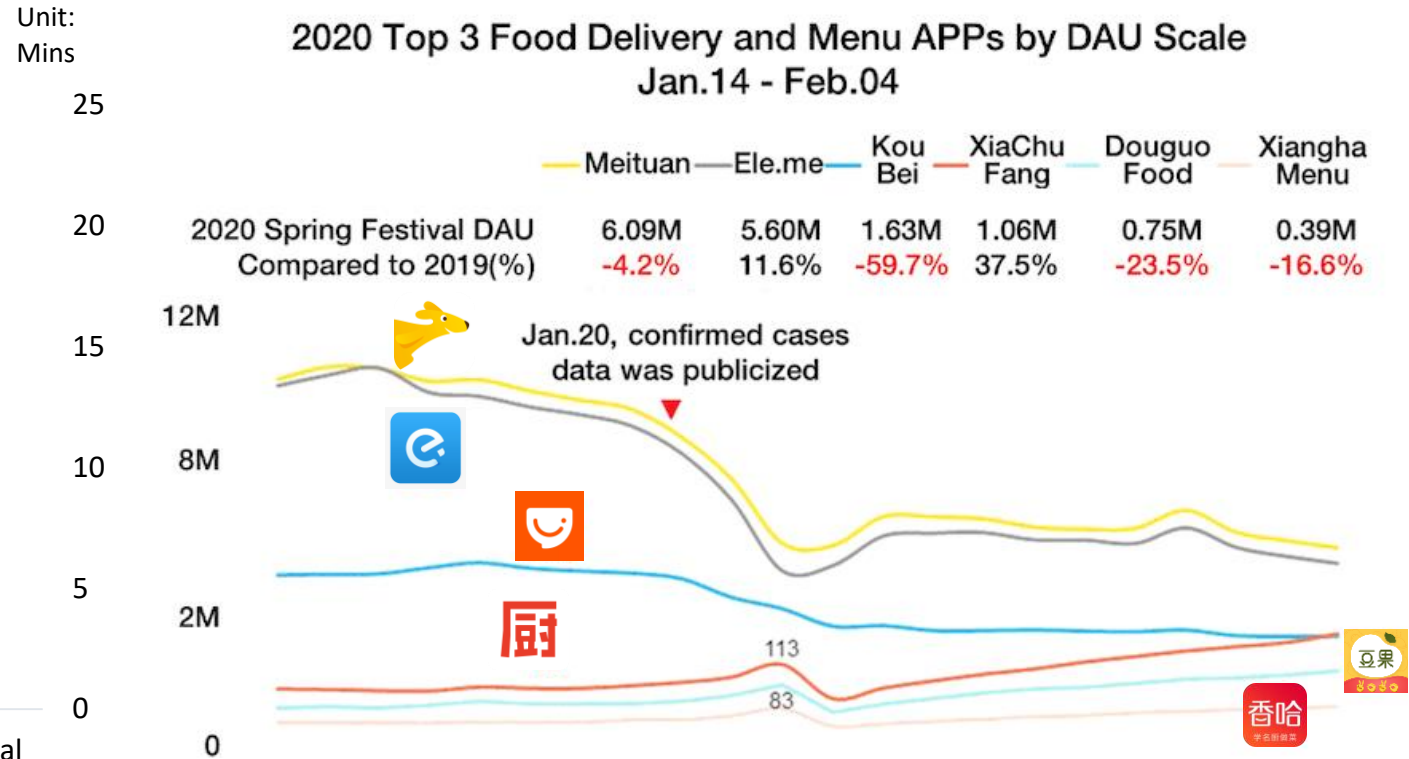 Unit:
Mins
2020 Top 3 Food Delivery and Menu APPs by DAU Scale
Jan.14 - Feb.04
25
Meituan Ele.me Kou Bei XiaChu Fang Douguo Food Xiangha Menu
20
2020 Spring Festival DAU 6.09M 5.60M 1.63M 1.06M 0.75M 0.39M
Compared to 2019(%) -4.2% 11.6% -59.7% 37.5% -23.5% -16.6%
12M
15
Jan.20, confirmed cases
data was publicized
8M
10
5
2M
厨
113
豆果
83
0
香哈
al
0